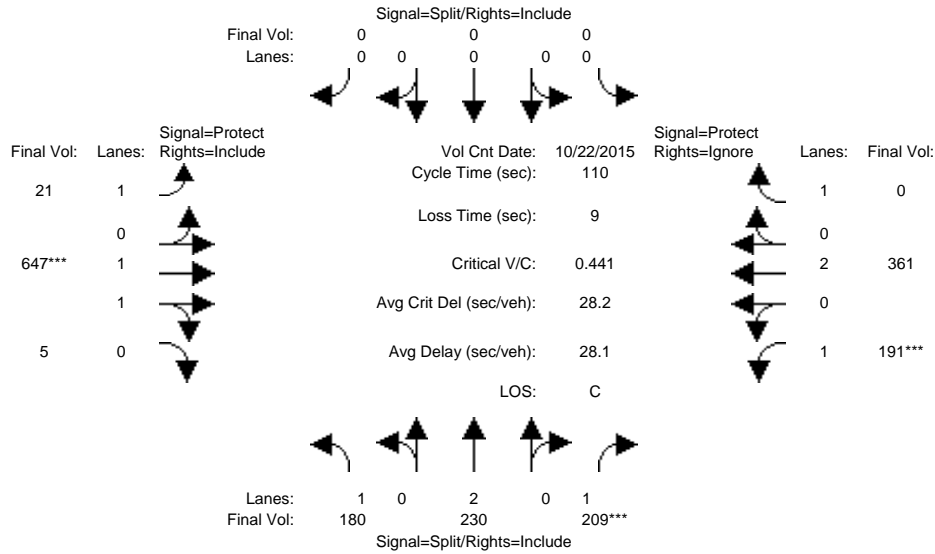 Signal=Split/Rights=Include
Final Vol: 0 0 0
Lanes: 0 0 0 0 0
Signal=Protect Signal=Protect
Final Vol: Lanes: Rights=Include Vol Cnt Date: 10/22/2015 Rights=Ignore Lanes: Final Vol:
Cycle Time (sec): 110
21 1 1 0
Loss Time (sec): 9
0 0
647*** 1 Critical V/C: 0.441 2 361
1 Avg Crit Del (sec/veh): 28.2 0
5 0 Avg Delay (sec/veh): 28.1 1 191***
LOS: C
Lanes: 1 0 2 0 1
Final Vol: 180 230 209***
Signal=Split/Rights=Include